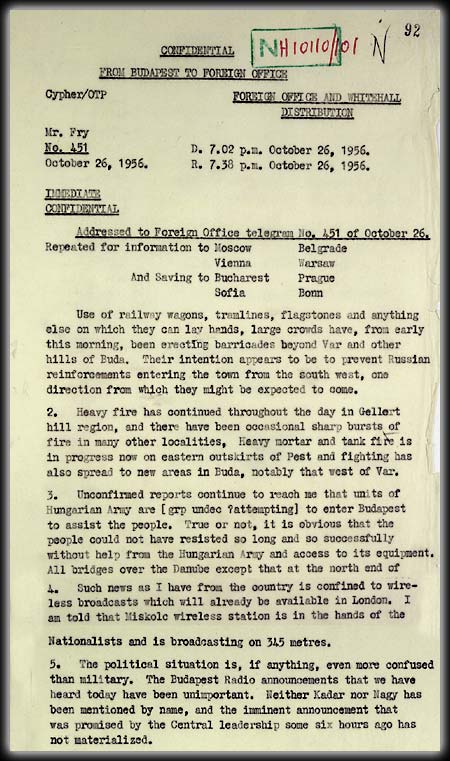 92
NH10110/101 N
CONFIDENTIAL
FROM BUDAPEST TO FOREIGN OFFICE
Cypher/OTP FOREIGN OFFICE AND WHITEHALL
DISTRIBUTION
Mr. Fry
No. 451 D. 7.02 p.m. October 26, 1956.
October 26, 1956. R. 7.38 p.m. October 26, 1956.
IMMEDIATE
CONFIDENTIAL
Addressed to Foreign Office telegram No. 451 of October 26.
Repeated for information to Moscow Belgrade
Vienna Warsaw
And Saving to Bucharest Prague
Sofia Bonn
Use of railway wagons, tramlines, flagstones and anything
else on which they can lay hands, large crowds have, from early
this morning, been erecting barricades beyond Var and other
hills of Buda. Their intention appears to be to prevent Russian
reinforcements entering the town from the south west, one
direction from which they might be expected to come.
2. Heavy fire has continued throughout the day in Gellert
hill region, and there have been occasional sharp bursts of
fire in many other localities, Heavy mortar and tank fire is
in progress now on eastern outskirts of Pest and fighting has
also spread to new areas in Buda, notably that west of Var.
3. Unconfirmed reports continue to reach me that units of
Hungarian Army are [grp undec ?attempting] to enter Budapest
to assist the people. True or not, it is obvious that the
people could not have resisted so long and so successfully
without help from the Hungarian Army and access to its equipment.
All bridges over the Danube except that at the north end of
4. Such news as I have from the country is confined to wire-
less broadcasts which will already be available in London. I
am told that Miskolc wireless station is in the hands of the
Nationalists and is broadcasting on 345 metres.
5. The political situation is, if anything, even more confused
than military. The Budapest Radio announcements that we have
heard today have been unimportant. Neither Kadar nor Nagy has
been mentioned by name, and the imminent announcement that
was promised by the Central leadership some six hours ago has
not materialized.